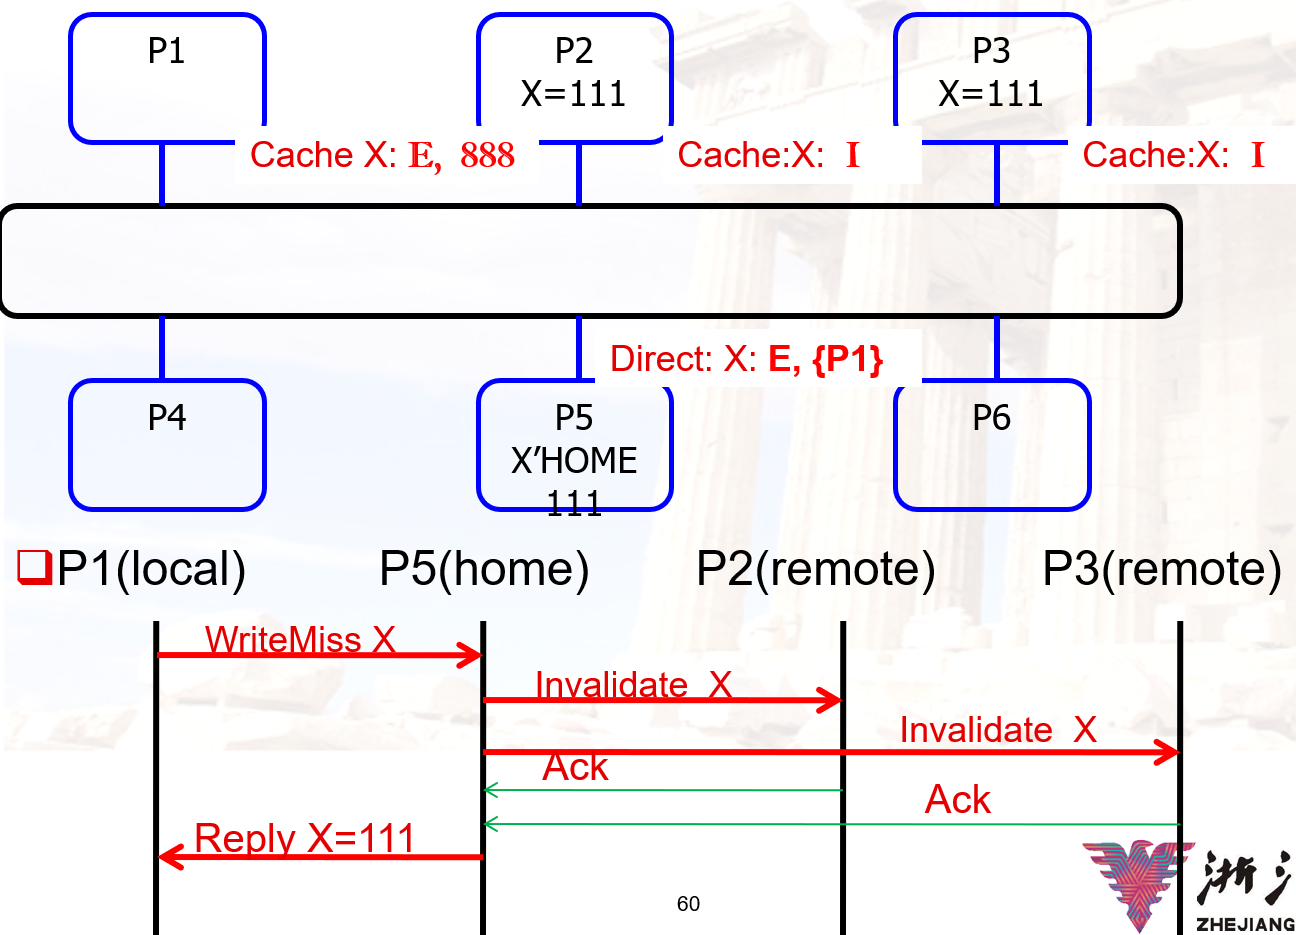 P1
P2
X=111
P3
X=111
Cache X: E, 888
Cache:X: I
Cache:X: I
Direct: X: E, {P1}
P4
P5
X’HOME
111
P6
P1(local)
P5(home)
P2(remote)
P3(remote)
WriteMiss X
Invalidate X
Invalidate X
Ack
Ack
Reply X=111
60
浙
ZHEJIANG